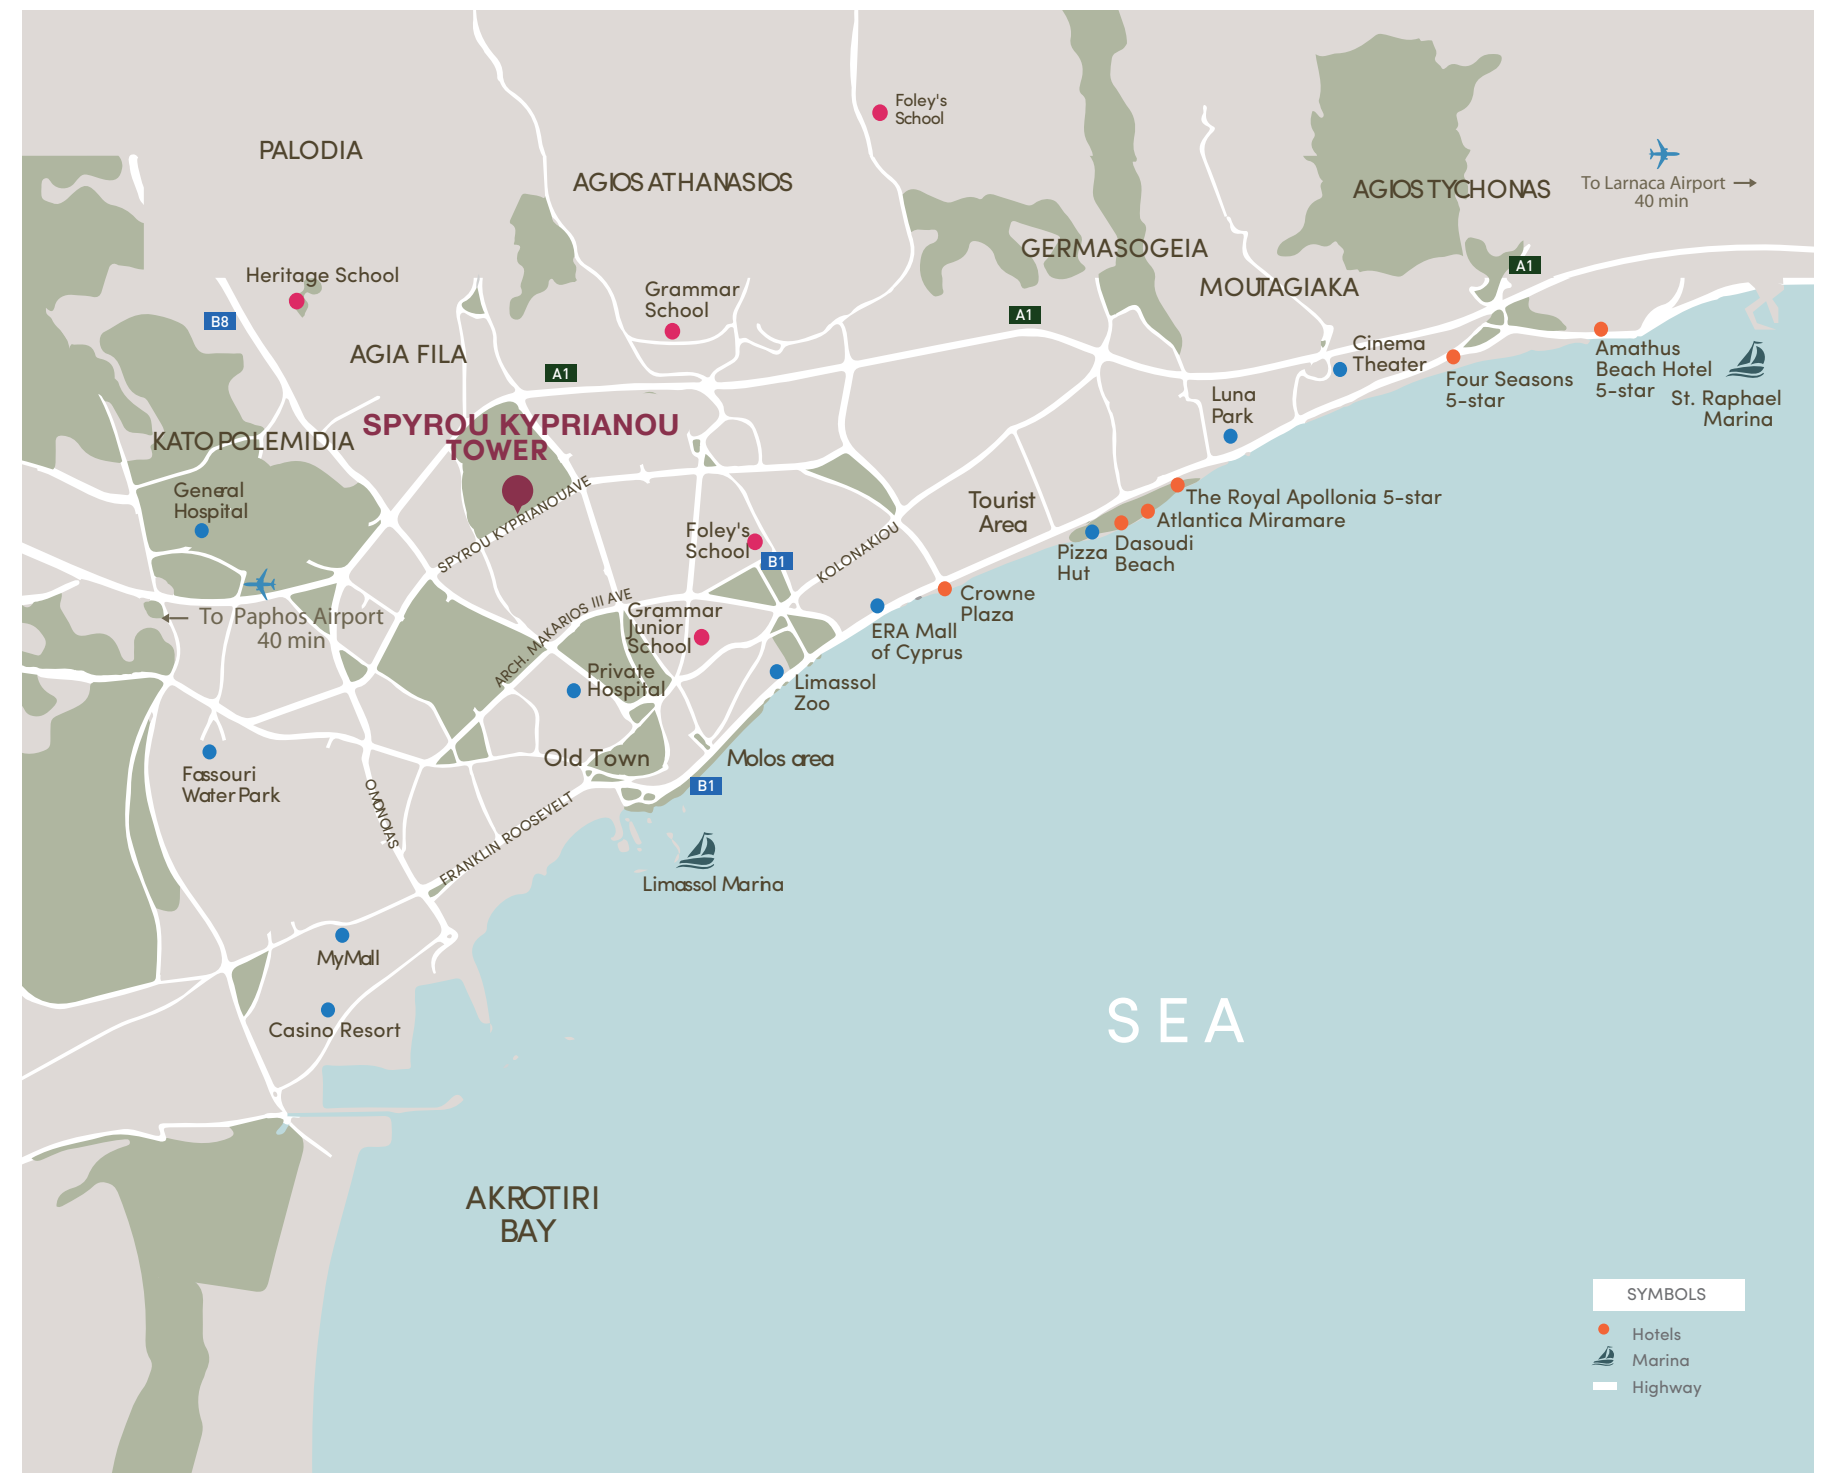 Foley's
School
PALODIA
AGIOS ATHANASIOS
To Larnaca Airport
40 min
AGIOS TYCHONAS
GERMASOGEIA
A1
Heritage School
MOUTAGIAKA
Grammar
School
B8
A1
AGIA FILA
Cinema
Theater
Amathus
Beach Hotel
5-star
A1
Four Seasons
5-star
St. Raphael
Marina
Luna
Park
SPYROU KYPRIANOU
TOWER
KATO POLEMIDIA
General
Hospital
SPYROU KYPRIANOU AVE
Tourist
Area
The Royal Apollonia 5-star
Atlantica Miramare
Dasoudi
Beach
Pizza
Hut
Foley's
School
B1
KOLONAKIOU
Crowne
Plaza
To Paphos Airport
40 min
ARCH. MAKARIOS III AVE
Grammar
Junior
School
ERA Mall
of Cyprus
Private
Hospital
Limassol
Zoo
Old Town
Molos area
B1
Fassouri
Water Park
OMONOIAS
FRANKLIN ROOSEVELT
Limassol Marina
MyMall
Casino Resort
SEA
AKROTIRI
BAY
SYMBOLS
Hotels
Marina
Highway